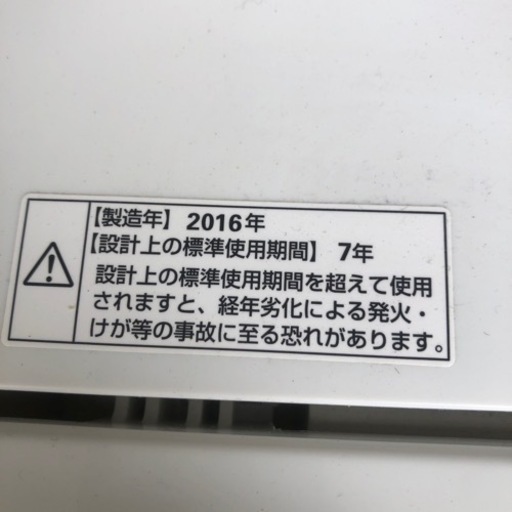 【製造年】 2016年
【設計上の標準使用期間】 7年
設計上の標準使用期間を超えて使用
されますと、経年劣化による発火・
けが等の事故に至る恐れがあります。